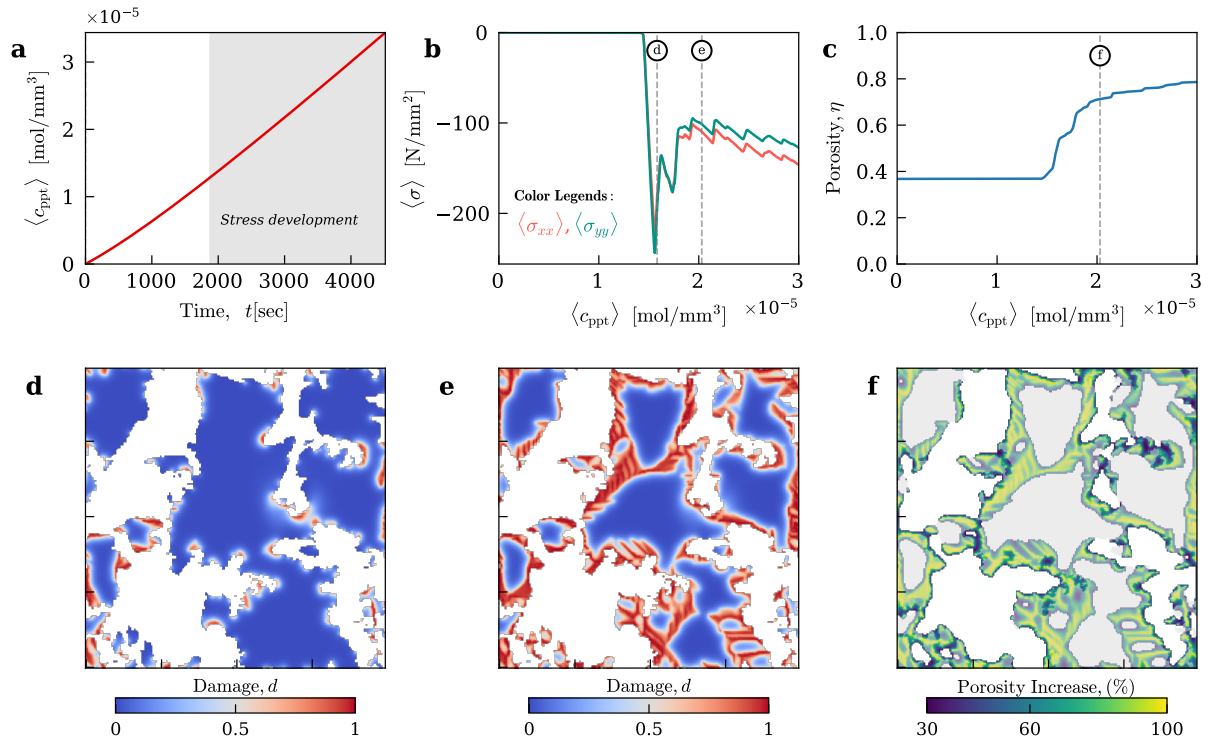 a
×10⁻⁵
3
2
1
0
⟨c_ppt⟩ [mol/mm³]
Stress development
0 1000 2000 3000 4000
Time, t[sec]
b
0
−100
−200
⟨σ⟩ [N/mm²]
d e
Color Legends:
⟨σ_xx⟩, ⟨σ_yy⟩
0 1 2 3
⟨c_ppt⟩ [mol/mm³] ×10⁻⁵
c
1.0
0.8
0.6
0.4
0.2
0.0
Porosity, η
f
0 1 2 3
⟨c_ppt⟩ [mol/mm³] ×10⁻⁵
d
Damage, d
0 0.5 1
e
Damage, d
0 0.5 1
f
Porosity Increase, (%)
30 60 100